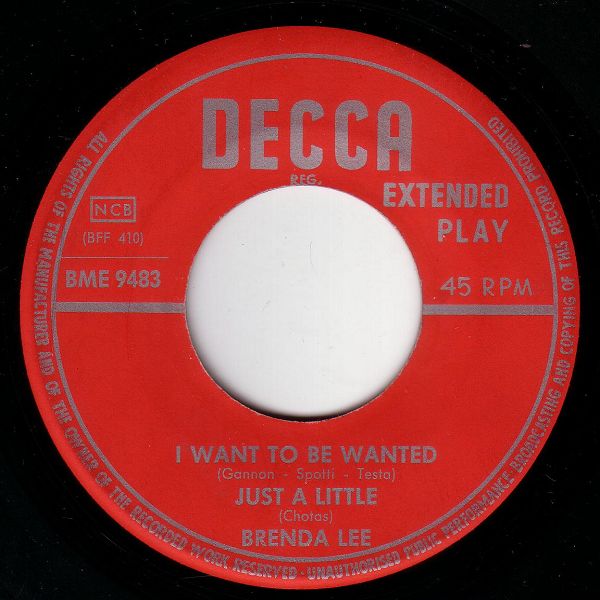 DECCA
REG.
EXTENDED
PLAY
NCB
(BFF 410)
BME 9483
45 RPM
I WANT TO BE WANTED
(Gannon - Spotti - Testa)
JUST A LITTLE
(Chotas)
BRENDA LEE
ALL RIGHTS OF THE MANUFACTURER AND OF THE OWNER OF THE RECORDED WORK RESERVED - UNAUTHORISED PUBLIC PERFORMANCE, BROADCASTING AND COPYING OF THIS RECORD PROHIBITED